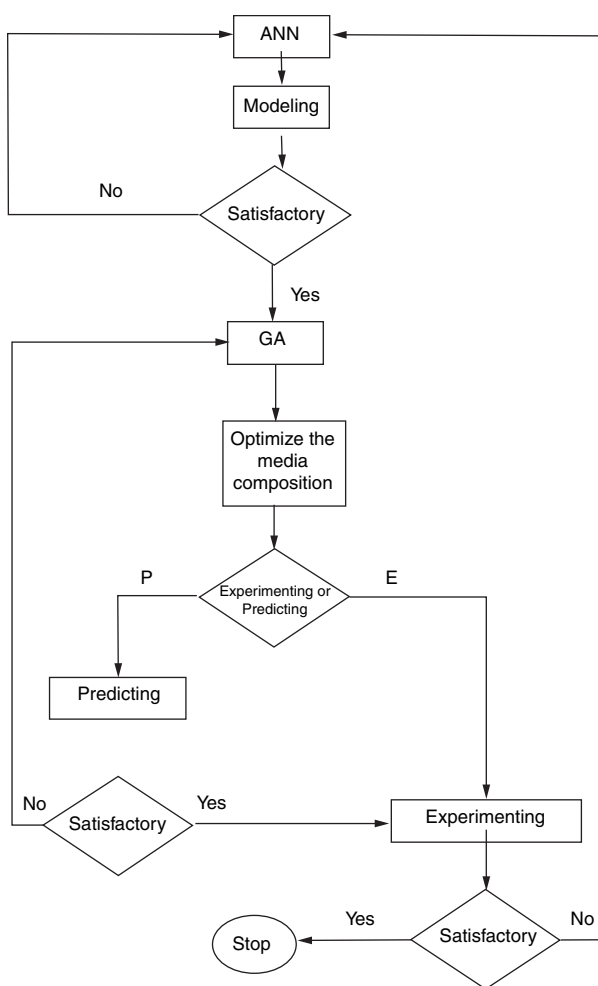 ANN
Modeling
No
Satisfactory
Yes
GA
Optimize the
media
composition
P
E
Experimenting or
Predicting
Predicting
No
Satisfactory
Yes
Experimenting
Yes
Stop
Satisfactory
No